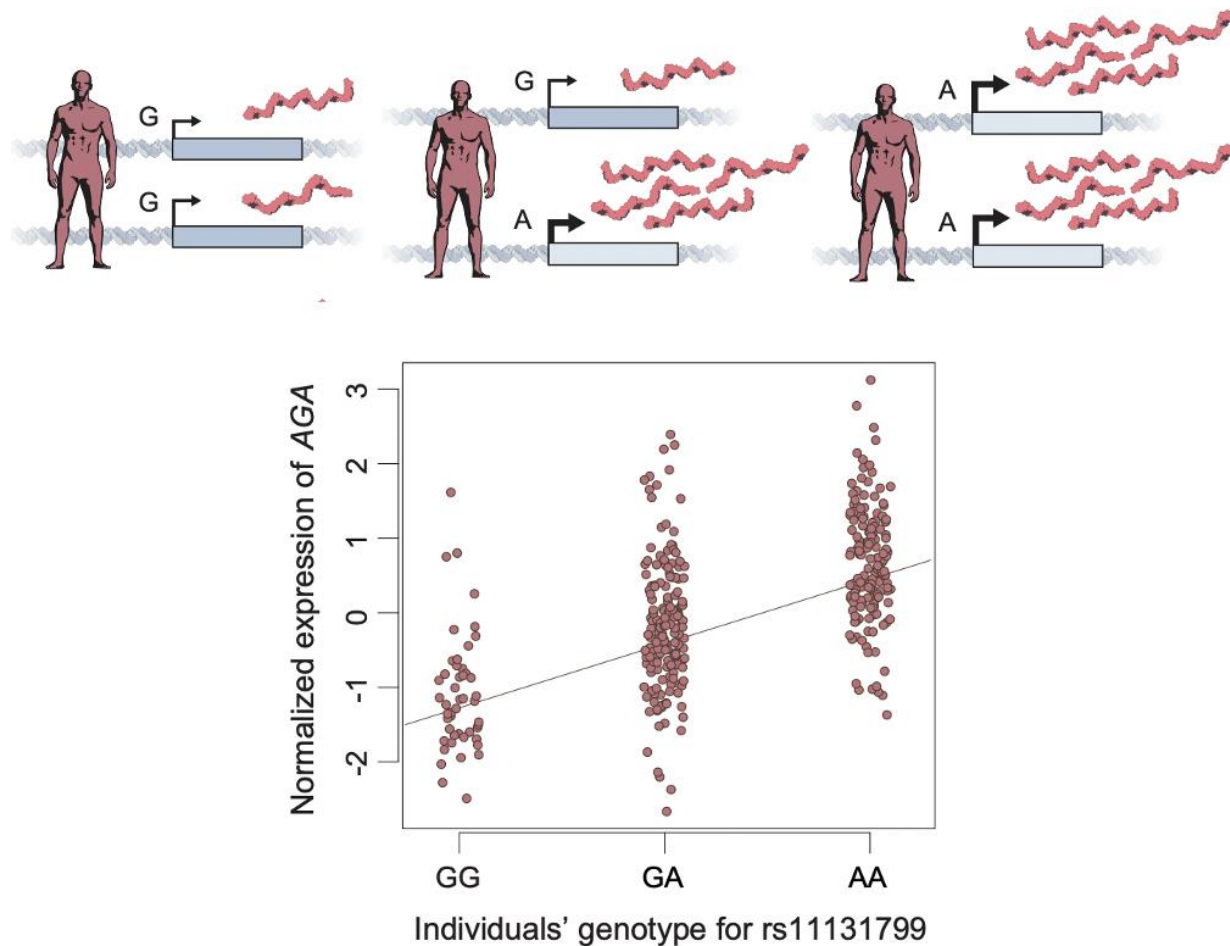 G
G
G
A
A
A
Normalized expression of AGA
3
2
1
0
-1
-2
GG GA AA
Individuals' genotype for rs11131799